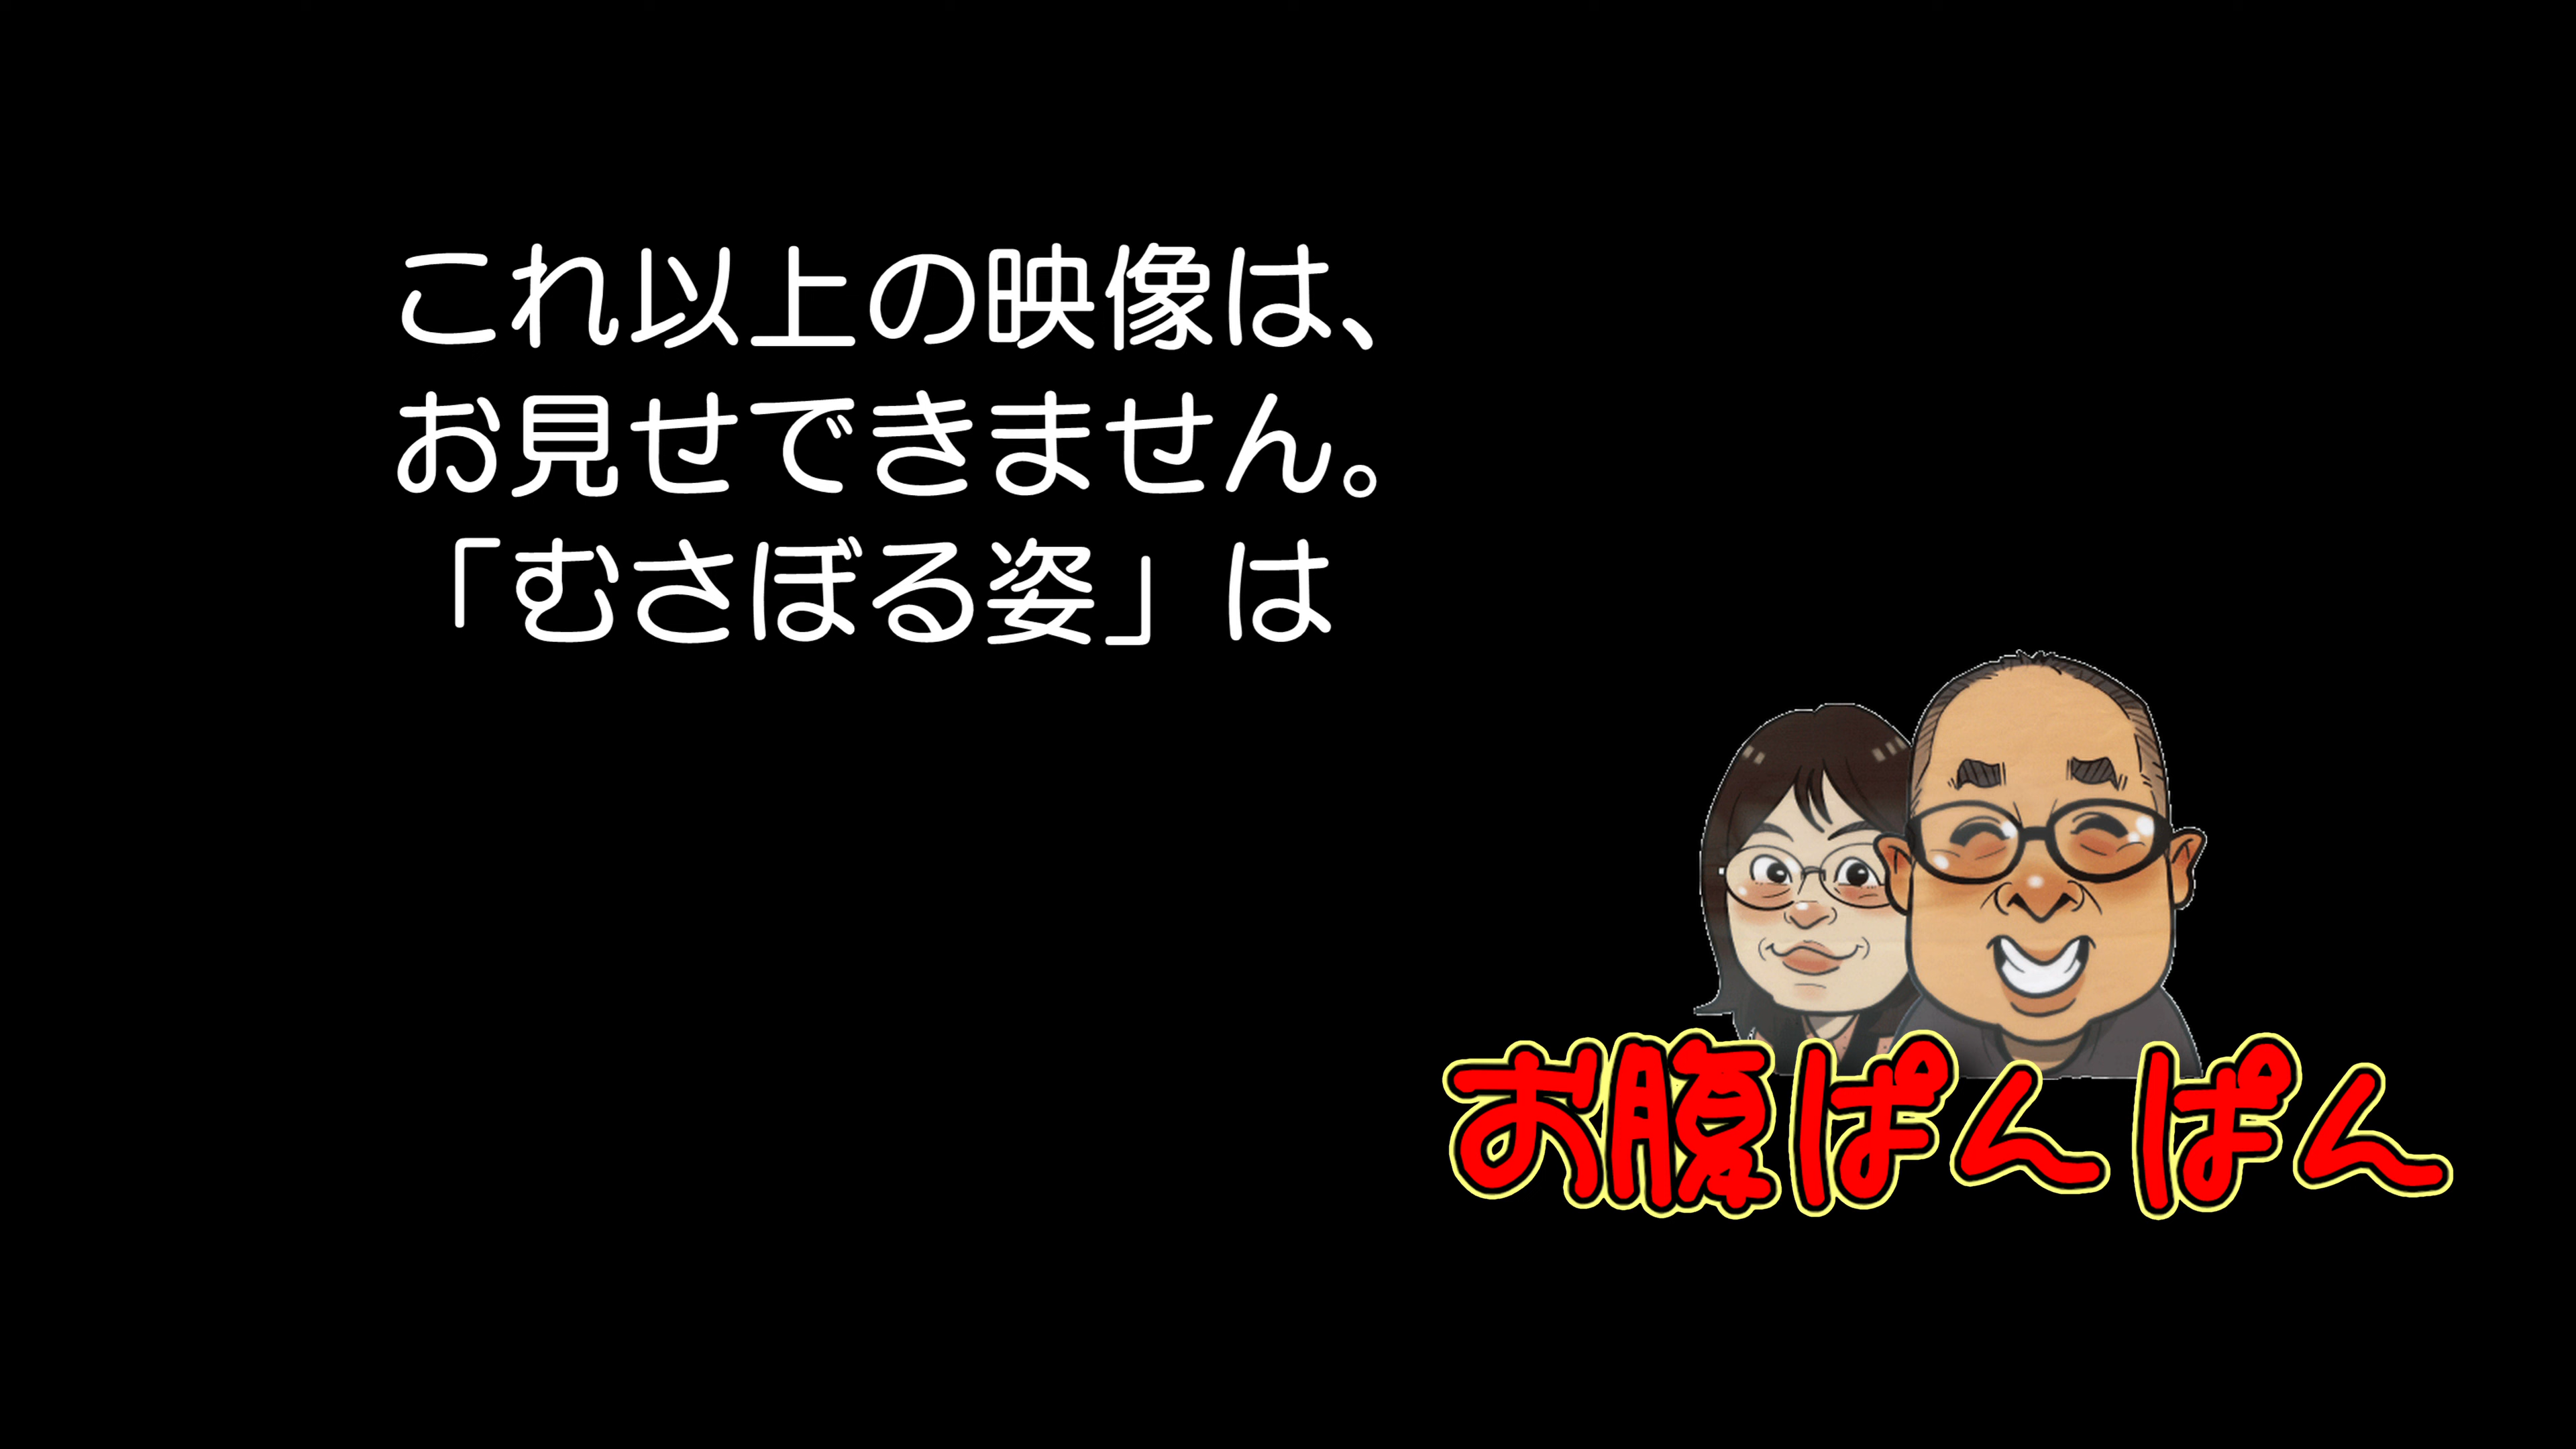 これ以上の映像は、
お見せできません。
「むさぼる姿」は
お腹ぱんぱん